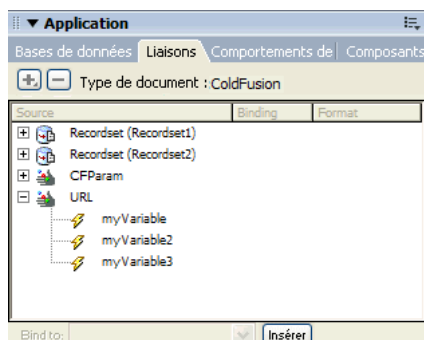 Application
Bases de données Liaisons Comportements de Composants
Type de document : ColdFusion
Source Binding Format
Recordset (Recordset1)
Recordset (Recordset2)
CFParam
URL
myVariable
myVariable2
myVariable3
Bind to: Insérer